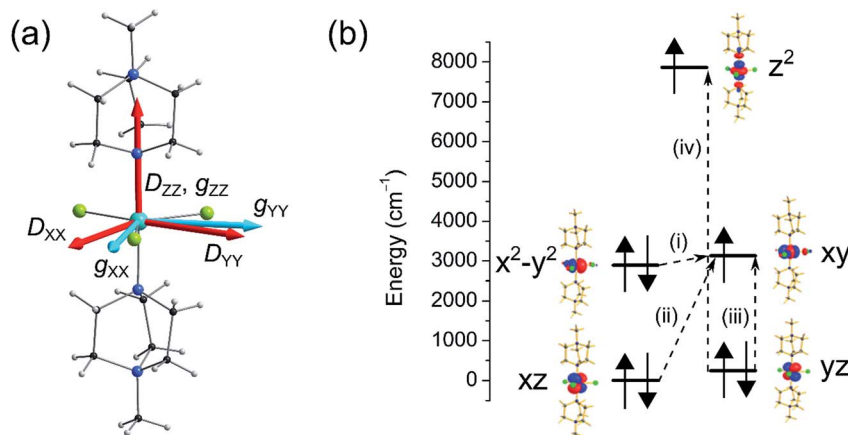 (a)
D_ZZ, g_ZZ
g_YY
D_XX
D_YY
g_XX
(b)
Energy (cm⁻¹)
8000
7000
6000
5000
4000
3000
2000
1000
0
z²
(iv)
x²-y²
(i)
xy
(ii)
(iii)
xz
yz